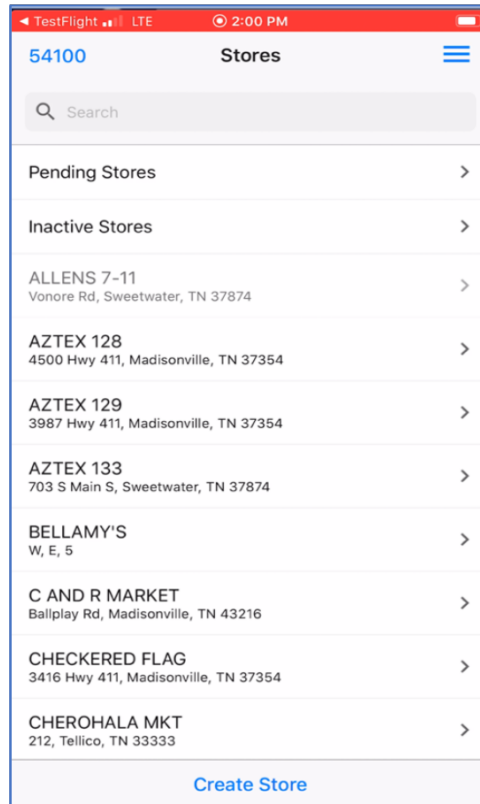 ◄ TestFlight LTE 2:00 PM
54100 Stores
Search
Pending Stores
Inactive Stores
ALLENS 7-11
Vonore Rd, Sweetwater, TN 37874
AZTEX 128
4500 Hwy 411, Madisonville, TN 37354
AZTEX 129
3987 Hwy 411, Madisonville, TN 37354
AZTEX 133
703 S Main S, Sweetwater, TN 37874
BELLAMY'S
W, E, 5
C AND R MARKET
Ballplay Rd, Madisonville, TN 43216
CHECKERED FLAG
3416 Hwy 411, Madisonville, TN 37354
CHEROHALA MKT
212, Tellico, TN 33333
Create Store